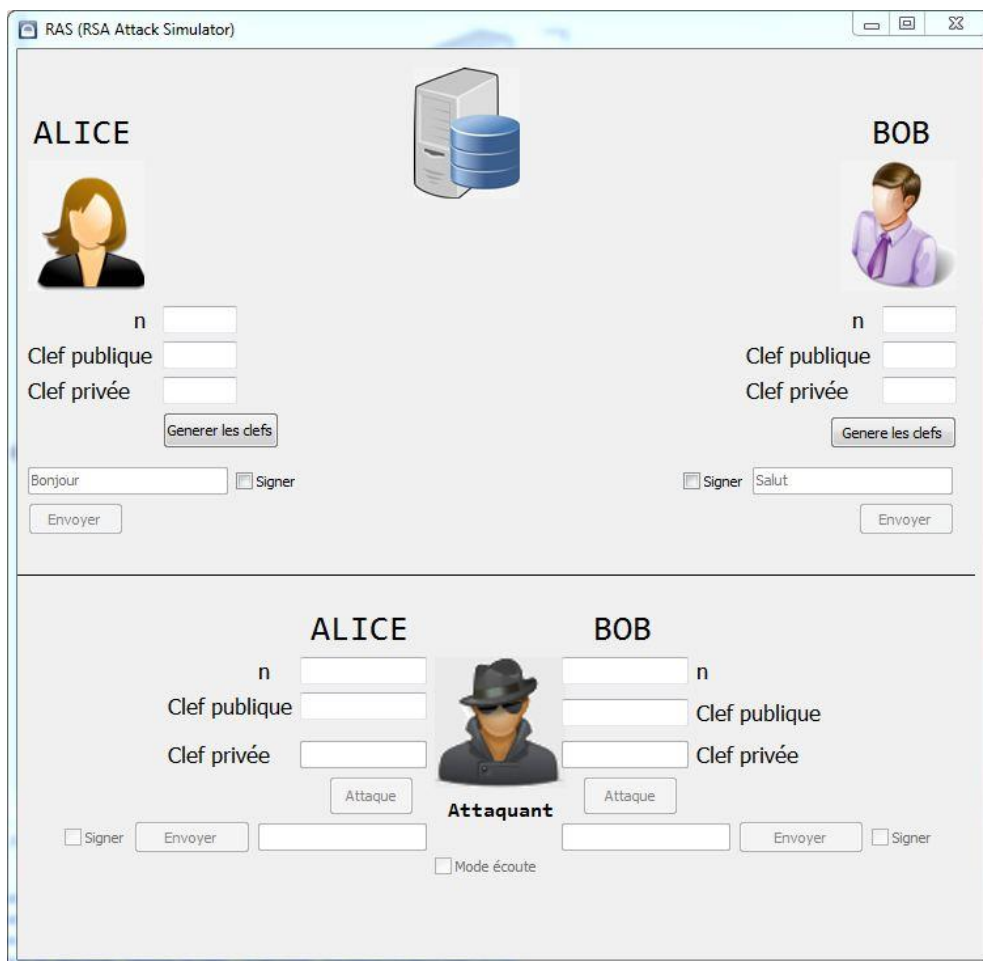 RAS (RSA Attack Simulator)
ALICE
BOB
n
n
Clef publique
Clef publique
Clef privée
Clef privée
Generer les clefs
Genere les clefs
Bonjour
Signer
Signer
Salut
Envoyer
Envoyer
ALICE
BOB
n
n
Clef publique
Clef publique
Clef privée
Clef privée
Attaque
Attaque
Attaquant
Signer
Envoyer
Envoyer
Signer
Mode écoute